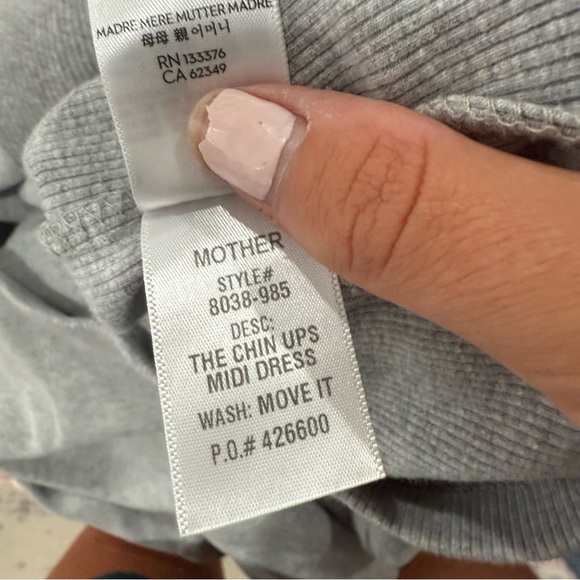 MADRE MERE MUTTER MADRE
母母 親 어머니
RN 133376
CA 62349
MOTHER
STYLE#
8038-985
DESC:
THE CHIN UPS
MIDI DRESS
WASH: MOVE IT
P.O.# 426600